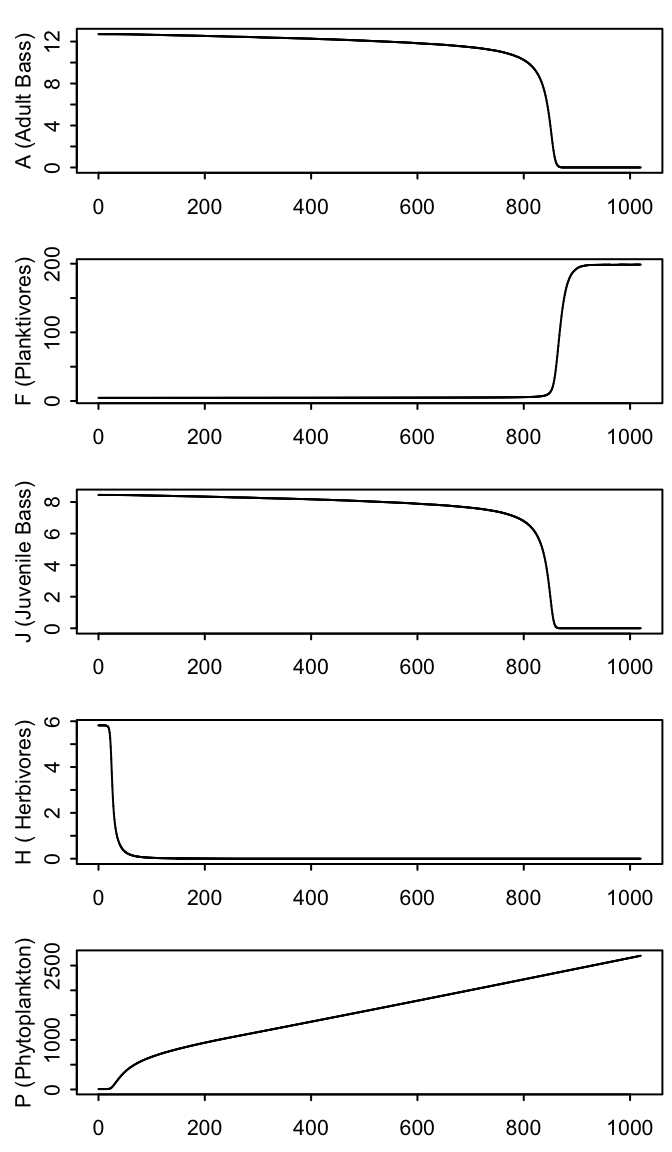 A (Adult Bass)
0 4 8 12
0 200 400 600 800 1000
F (Planktivores)
0 100 200
0 200 400 600 800 1000
J (Juvenile Bass)
0 2 4 6 8
0 200 400 600 800 1000
H ( Herbivores)
0 2 4 6
0 200 400 600 800 1000
P (Phytoplankton)
0 1000 2500
0 200 400 600 800 1000